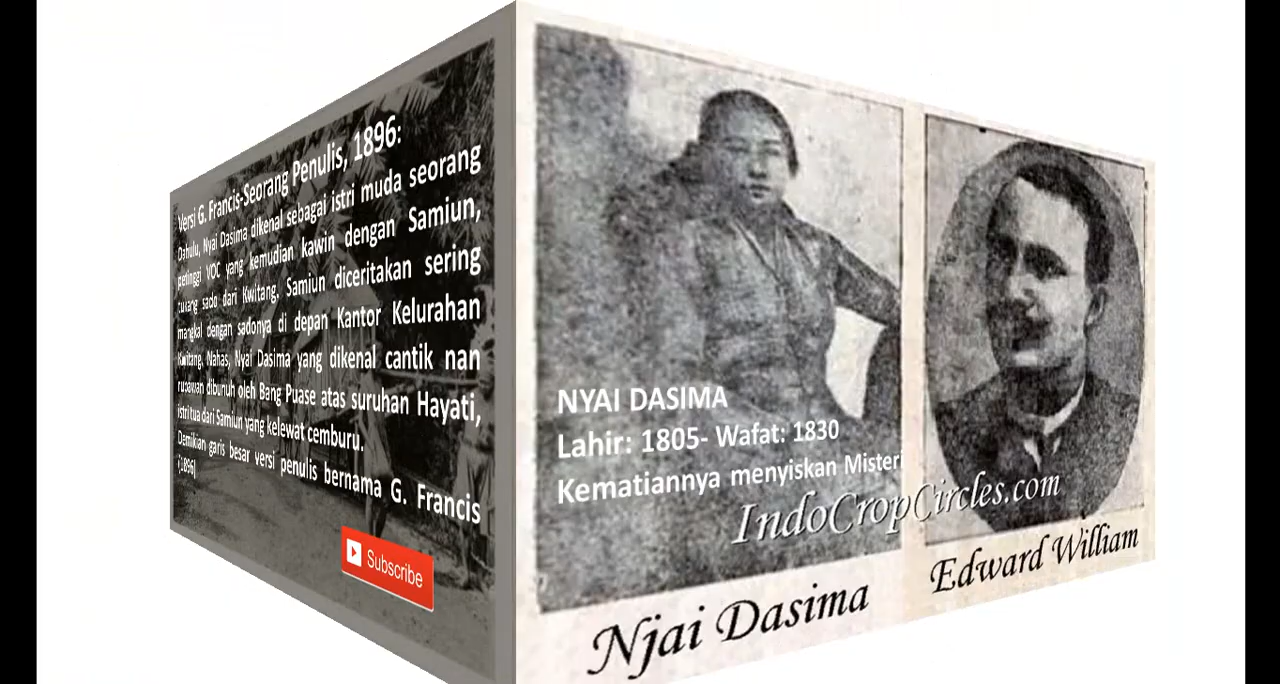 Versi G. Francis-Seorang Penulis, 1896:
Dahulu, Nyai Dasima dikenal sebagai istri muda seorang
petinggi VOC yang kemudian kawin dengan Samiun,
tukang sado dari Kwitang. Samiun diceritakan sering
mangkal dengan sadonya di depan Kantor Kelurahan
Kwitang. Nahas, Nyai Dasima yang dikenal cantik nan
rupawan dibunuh oleh Bang Puase atas suruhan Hayati,
istri tua dari Samiun yang kelewat cemburu.
Demikian garis besar versi penulis bernama G. Francis
(1896)
Subscribe
NYAI DASIMA
Lahir: 1805- Wafat: 1830
Kematiannya menyiskan Misteri
IndoCropCircles.com
Njai Dasima
Edward William